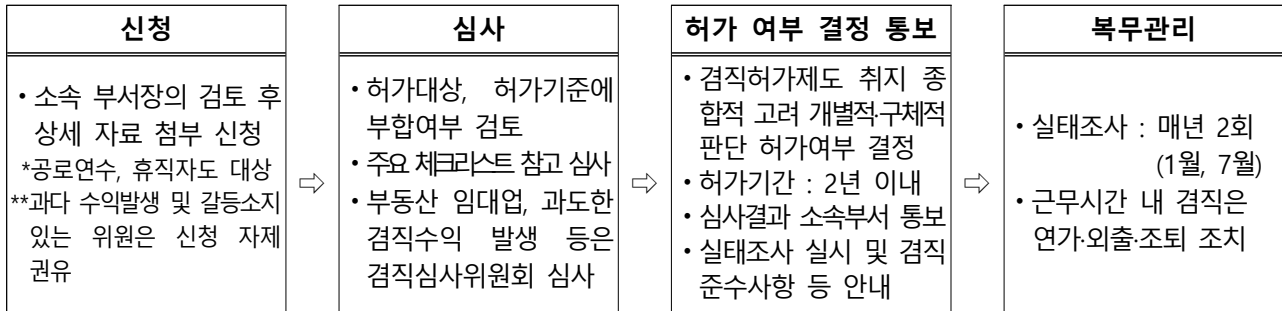 신청
• 소속 부서장의 검토 후
상세 자료 첨부 신청
*공로연수, 휴직자도 대상
**과다 수익발생 및 갈등소지
있는 위원은 신청 자제
권유
⇨
심사
• 허가대상, 허가기준에
부합여부 검토
• 주요 체크리스트 참고 심사
• 부동산 임대업, 과도한
겸직수익 발생 등은
겸직심사위원회 심사
⇨
허가 여부 결정 통보
• 겸직허가제도 취지 종
합적 고려 개별적·구체적
판단 허가여부 결정
• 허가기간 : 2년 이내
• 심사결과 소속부서 통보
• 실태조사 실시 및 겸직
준수사항 등 안내
⇨
복무관리
• 실태조사 : 매년 2회
(1월, 7월)
• 근무시간 내 겸직은
연가·외출·조퇴 조치